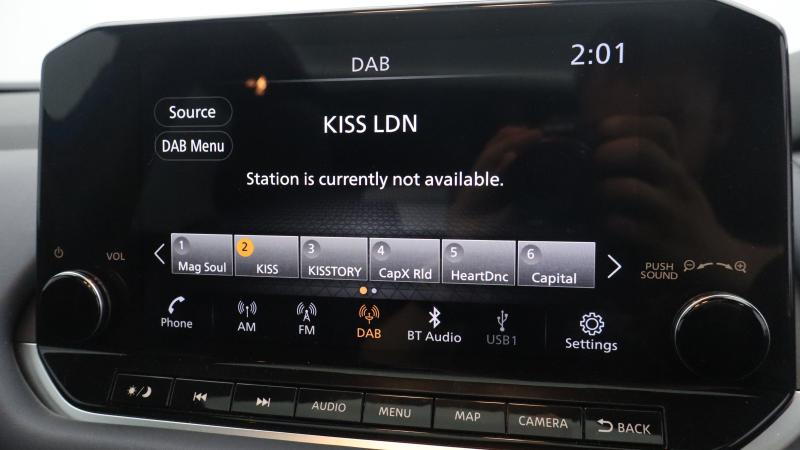 DAB
2:01
Source
DAB Menu
KISS LDN
Station is currently not available.
1
Mag Soul
2
KISS
3
KISSTORY
4
CapX Rld
5
HeartDnc
6
Capital
VOL
PUSH
SOUND
Phone
AM
FM
DAB
BT Audio
USB1
Settings
AUDIO
MENU
MAP
CAMERA
BACK